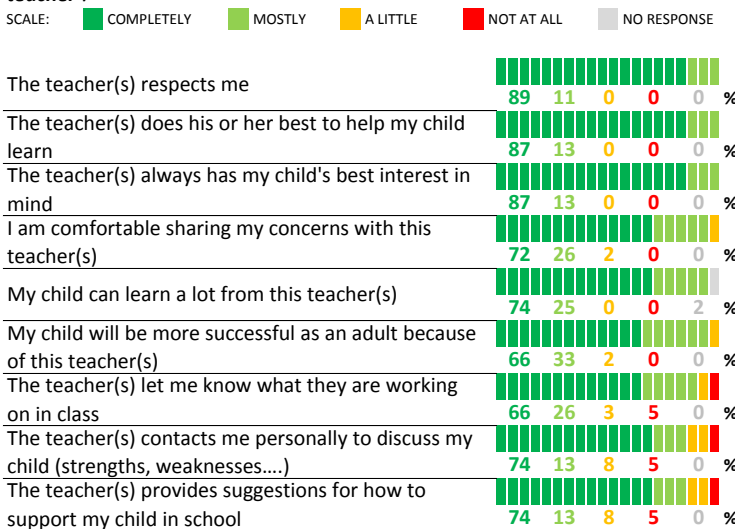 teacher ?
SCALE: COMPLETELY MOSTLY A LITTLE NOT AT ALL NO RESPONSE
The teacher(s) respects me
89 11 0 0 0 %
The teacher(s) does his or her best to help my child
learn
87 13 0 0 0 %
The teacher(s) always has my child's best interest in
mind
87 13 0 0 0 %
I am comfortable sharing my concerns with this
teacher(s)
72 26 2 0 0 %
My child can learn a lot from this teacher(s)
74 25 0 0 2 %
My child will be more successful as an adult because
of this teacher(s)
66 33 2 0 0 %
The teacher(s) let me know what they are working
on in class
66 26 3 5 0 %
The teacher(s) contacts me personally to discuss my
child (strengths, weaknesses....)
74 13 8 5 0 %
The teacher(s) provides suggestions for how to
support my child in school
74 13 8 5 0 %